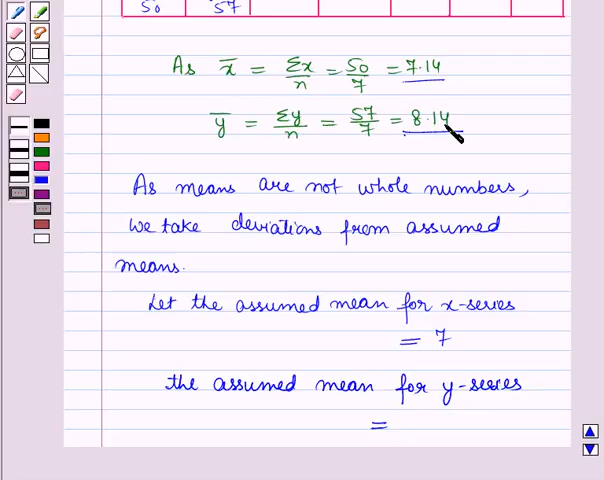 50 57
As x̄ = Σx/n = 50/7 = 7.14
ȳ = Σy/n = 57/7 = 8.14
As means are not whole numbers,
we take deviations from assumed
means.
Let the assumed mean for x-series
= 7
the assumed mean for y-series
=